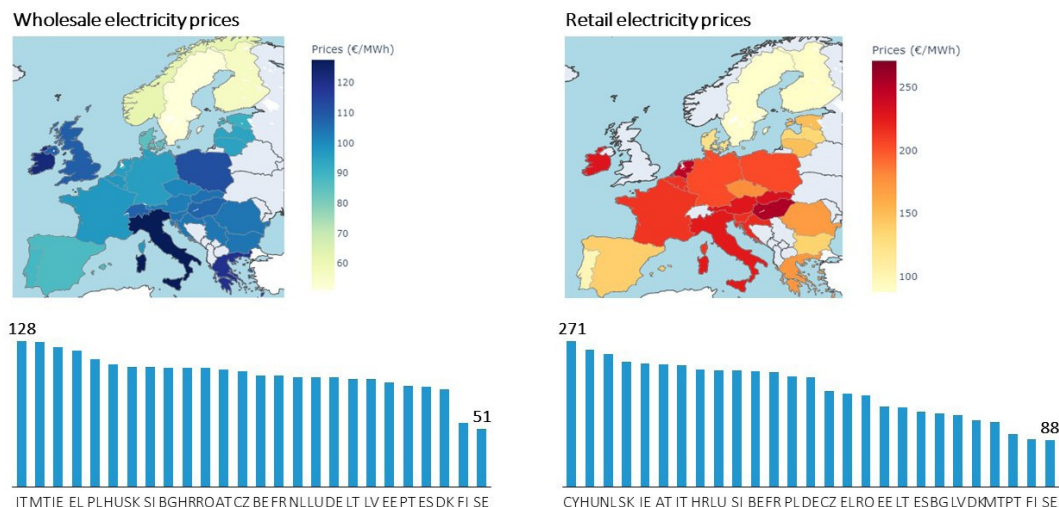 Wholesale electricity prices
Retail electricity prices
Prices (€/MWh)
120
110
100
90
80
70
60
Prices (€/MWh)
250
200
150
100
128
51
IT MT IE EL PL HU SK SI BG HR RO AT CZ BE FR NL LU DE LT LV EE PT ES DK FI SE
271
88
CY HU NL SK IE AT IT HR LU SI BE FR PL DE CZ EL RO EE LT ES BG LV DK MT PT FI SE